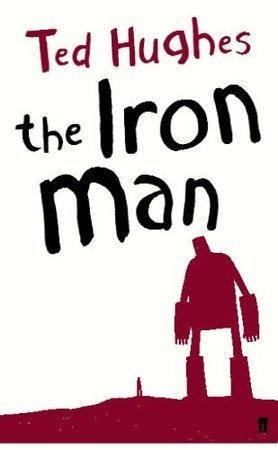 Ted Hughes
the Iron
man
ff